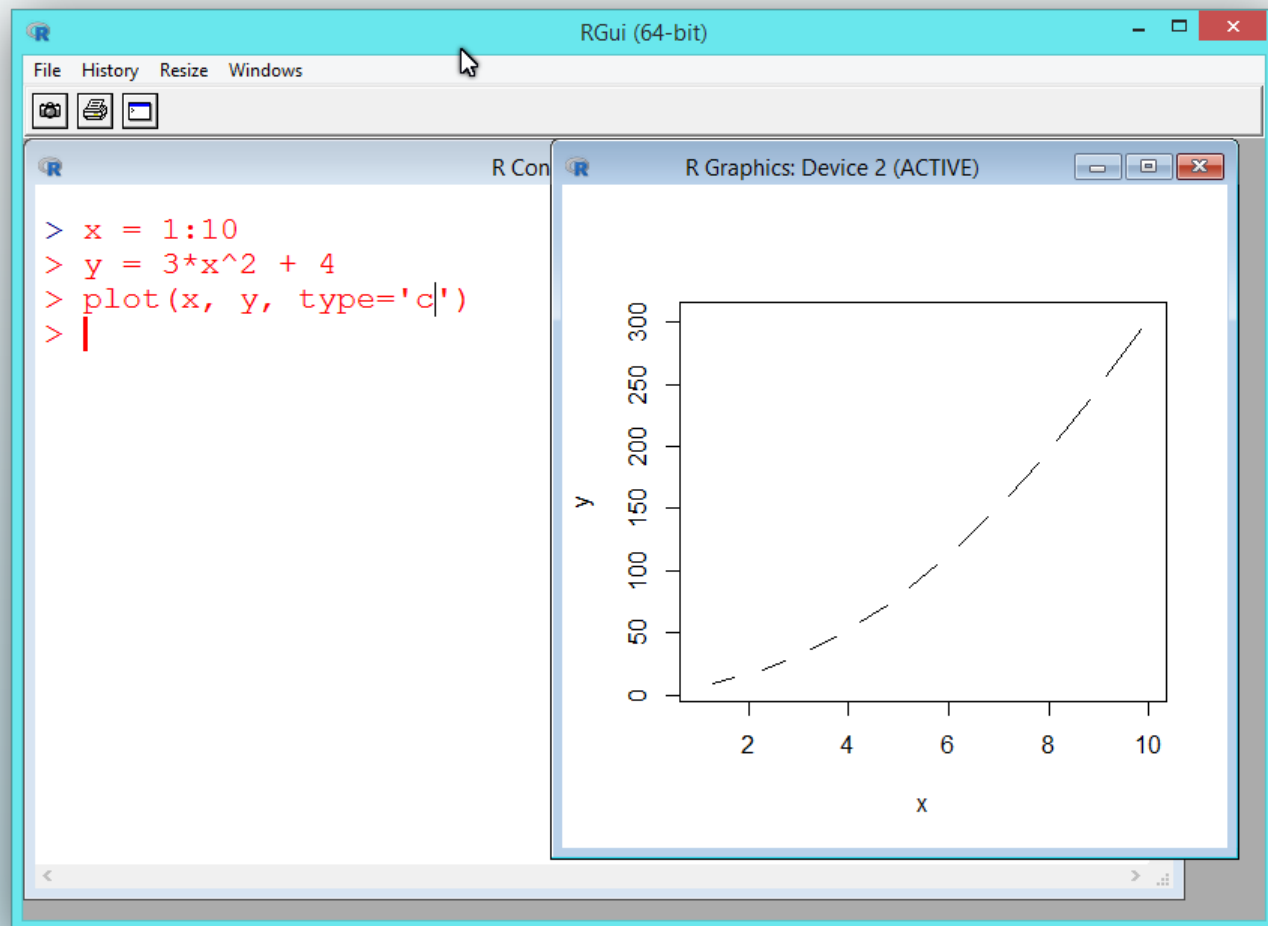 RGui (64-bit)
File History Resize Windows
R Con
> x = 1:10
> y = 3*x^2 + 4
> plot(x, y, type='c')
>
R Graphics: Device 2 (ACTIVE)
300
250
200
150
100
50
0
y
2 4 6 8 10
x